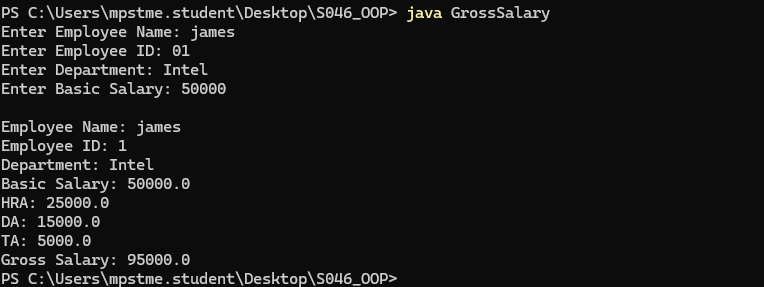 PS C:\Users\mpstme.student\Desktop\S046_OOP> java GrossSalary
Enter Employee Name: james
Enter Employee ID: 01
Enter Department: Intel
Enter Basic Salary: 50000
Employee Name: james
Employee ID: 1
Department: Intel
Basic Salary: 50000.0
HRA: 25000.0
DA: 15000.0
TA: 5000.0
Gross Salary: 95000.0
PS C:\Users\mpstme.student\Desktop\S046_OOP>